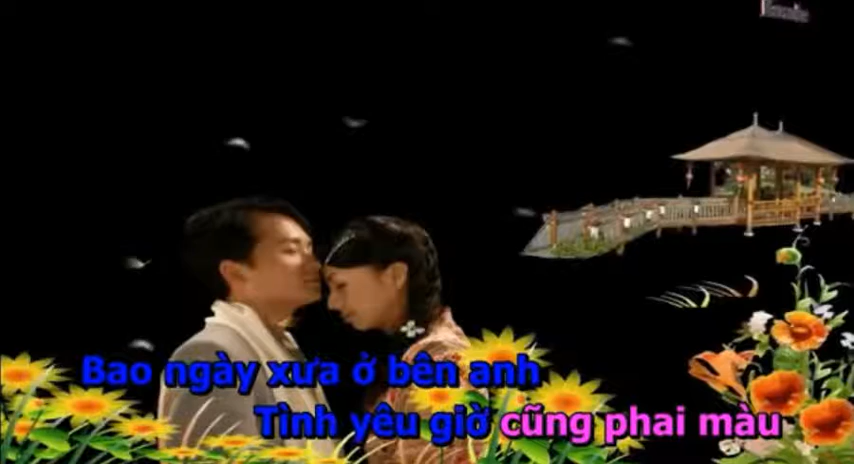 Bao ngày xưa ở bên anh
Tình yêu giờ cũng phai màu